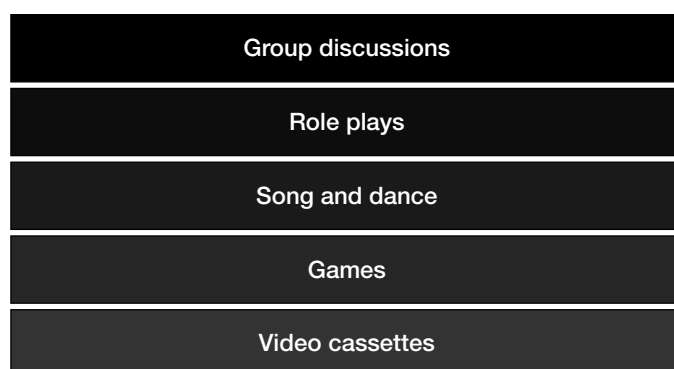 Group discussions
Role plays
Song and dance
Games
Video cassettes